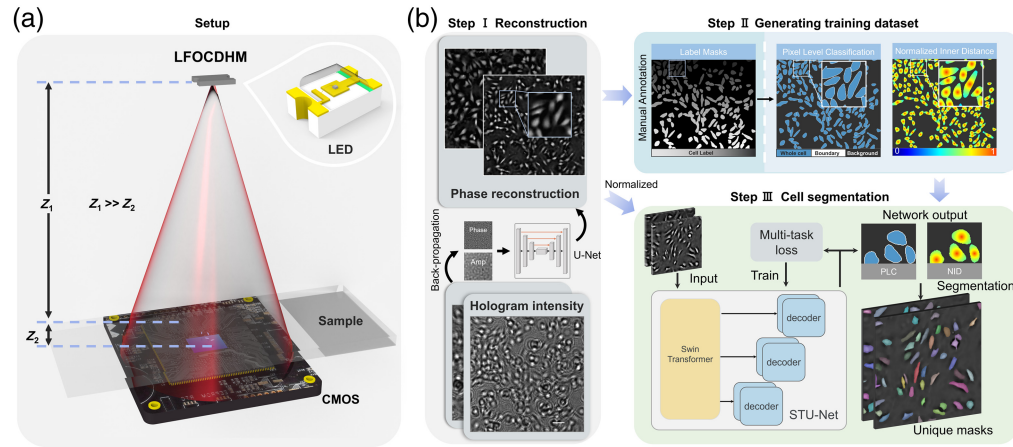 (a)
Setup
LFOCDHM
LED
Z1
Z1 >> Z2
Z2
Sample
CMOS
(b)
Step Ⅰ Reconstruction
Phase reconstruction
Back-propagation
Phase
Amp
U-Net
Hologram intensity
Step Ⅱ Generating training dataset
Manual Annotation
Label Masks
Cell Label
Pixel Level Classification
Whole cell
Boundary
Background
Normalized Inner Distance
0
1
Normalized
Step Ⅲ Cell segmentation
Input
Multi-task
loss
Train
Network output
PLC
NID
Segmentation
Swin
Transformer
decoder
decoder
decoder
STU-Net
Unique masks